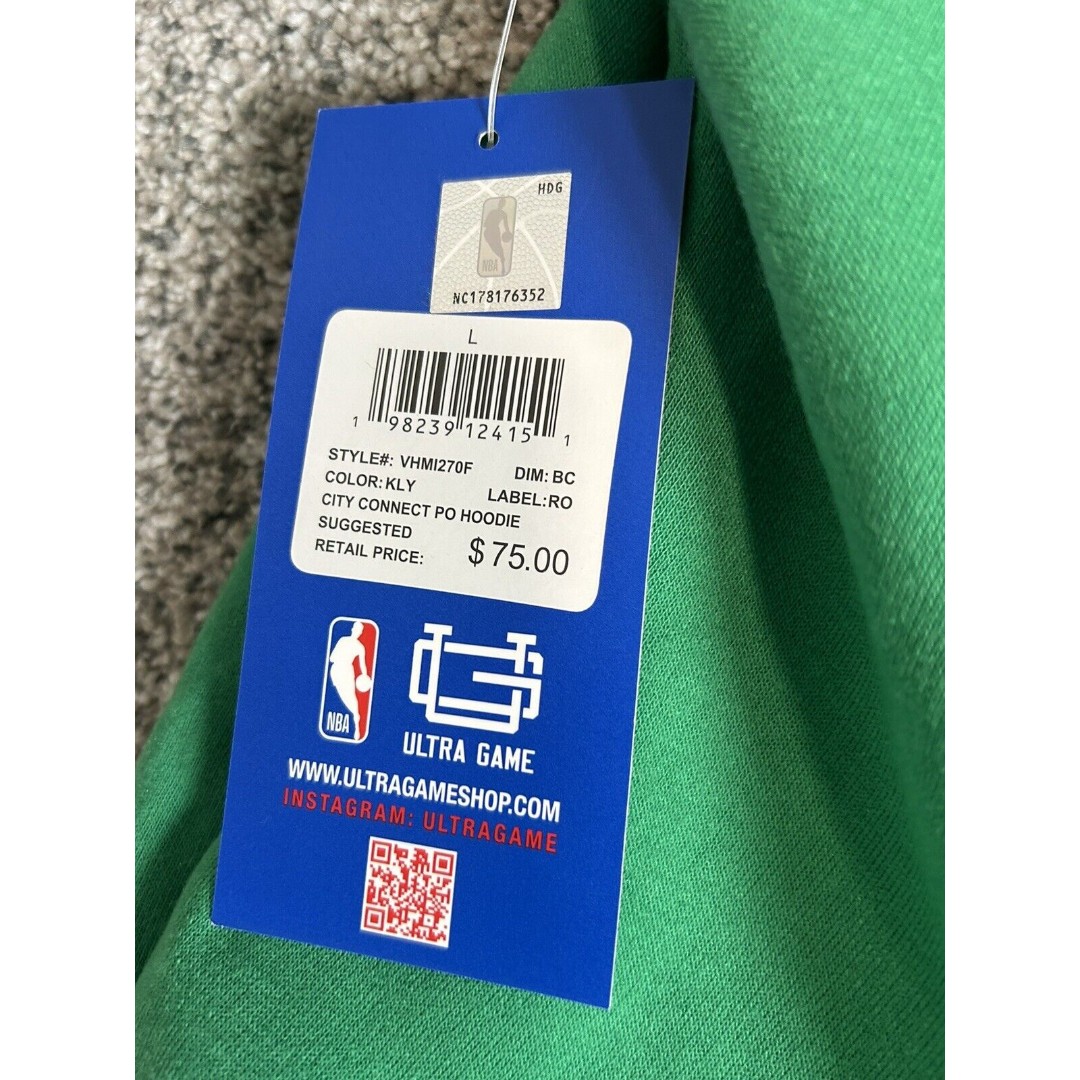 HDG
NBA
NC178176352
L
1 98239 12415 1
STYLE#: VHMI270F DIM: BC
COLOR: KLY LABEL: RO
CITY CONNECT PO HOODIE
SUGGESTED
RETAIL PRICE: $75.00
NBA
ULTRA GAME
WWW.ULTRAGAMESHOP.COM
INSTAGRAM: ULTRAGAME